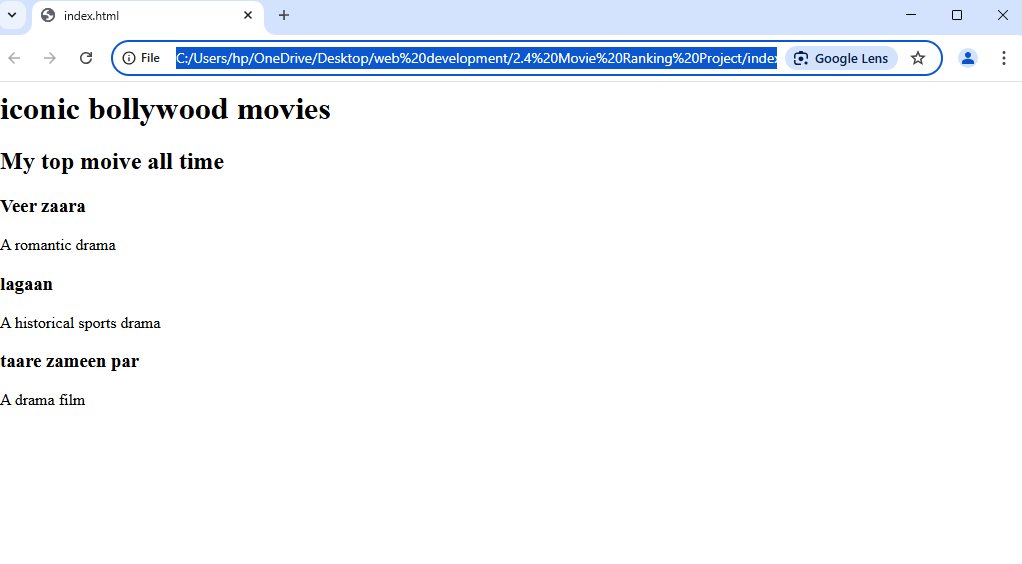 index.html
File C:/Users/hp/OneDrive/Desktop/web%20development/2.4%20Movie%20Ranking%20Project/index Google Lens
iconic bollywood movies
My top moive all time
Veer zaara
A romantic drama
lagaan
A historical sports drama
taare zameen par
A drama film